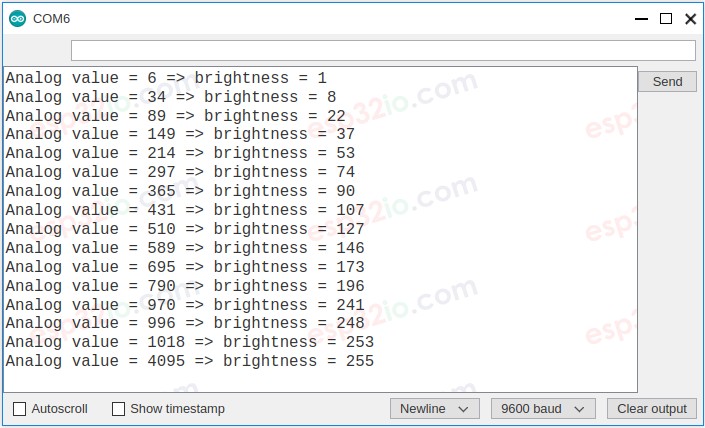 COM6
Send
Analog value = 6 => brightness = 1
Analog value = 34 => brightness = 8
Analog value = 89 => brightness = 22
Analog value = 149 => brightness = 37
Analog value = 214 => brightness = 53
Analog value = 297 => brightness = 74
Analog value = 365 => brightness = 90
Analog value = 431 => brightness = 107
Analog value = 510 => brightness = 127
Analog value = 589 => brightness = 146
Analog value = 695 => brightness = 173
Analog value = 790 => brightness = 196
Analog value = 970 => brightness = 241
Analog value = 996 => brightness = 248
Analog value = 1018 => brightness = 253
Analog value = 4095 => brightness = 255
esp32io.com
Autoscroll
Show timestamp
Newline
9600 baud
Clear output